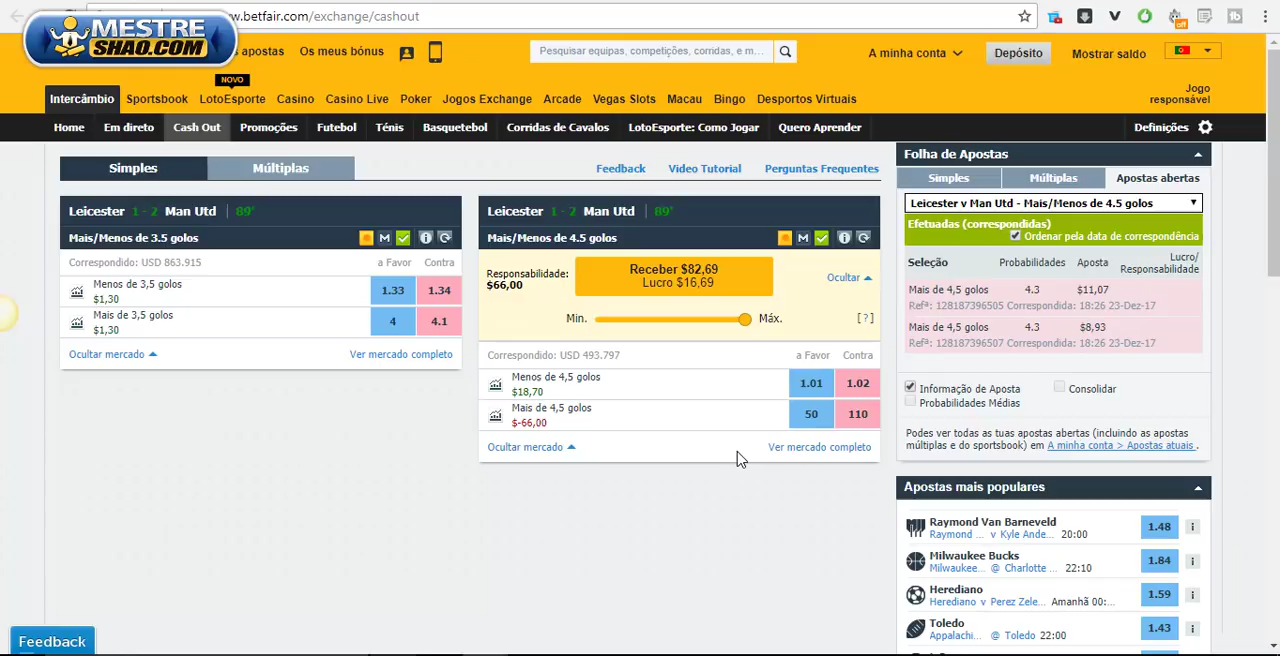 MESTRE
SHAO.COM
w.betfair.com/exchange/cashout
apostas
Os meus bónus
Pesquisar equipas, competições, corridas, e m...
A minha conta
Depósito
Mostrar saldo
NOVO
Intercâmbio Sportsbook LotoEsporte Casino Casino Live Poker Jogos Exchange Arcade Vegas Slots Macau Bingo Desportos Virtuais
Jogo
responsável
Home Em direto Cash Out Promoções Futebol Ténis Basquetebol Corridas de Cavalos LotoEsporte: Como Jogar Quero Aprender Definições
Simples Múltiplas
Feedback Video Tutorial Perguntas Frequentes
Leicester 1 - 2 Man Utd 89'
Mais/Menos de 3.5 golos M
Correspondido: USD 863.915 a Favor Contra
Menos de 3,5 golos
$1,30
1.33 1.34
Mais de 3,5 golos
$1,30
4 4.1
Ocultar mercado Ver mercado completo
Leicester 1 - 2 Man Utd 89'
Mais/Menos de 4.5 golos M
Responsabilidade:
$66,00
Receber $82,69
Lucro $16,69
Ocultar
Min. Máx. [?]
Correspondido: USD 493.797 a Favor Contra
Menos de 4,5 golos
$18,70
1.01 1.02
Mais de 4,5 golos
$-66,00
50 110
Ocultar mercado Ver mercado completo
Folha de Apostas
Simples Múltiplas Apostas abertas
Leicester v Man Utd - Mais/Menos de 4.5 golos
Efetuadas (correspondidas)
Ordenar pela data de correspondência
Seleção Probabilidades Aposta Lucro/
Responsabilidade
Mais de 4,5 golos 4.3 $11,07
Refª: 128187396505 Correspondida: 18:26 23-Dez-17
Mais de 4,5 golos 4.3 $8,93
Refª: 128187396507 Correspondida: 18:26 23-Dez-17
Informação de Aposta Consolidar
Probabilidades Médias
Podes ver todas as tuas apostas abertas (incluindo as apostas
múltiplas e do sportsbook) em A minha conta > Apostas atuais .
Apostas mais populares
Raymond Van Barneveld
Raymond ... v Kyle Ande... 20:00
1.48 i
Milwaukee Bucks
Milwaukee... @ Charlotte ... 22:10
1.84 i
Herediano
Herediano v Perez Zele... Amanhã 00:...
1.59 i
Toledo
Appalachi... @ Toledo 22:00
1.43 i
Feedback